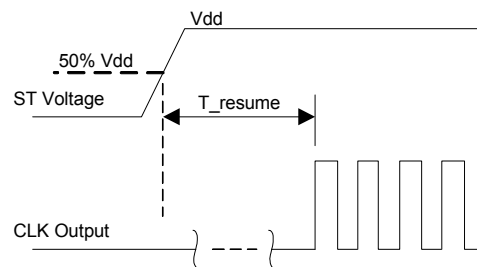 Vdd
50% Vdd
ST Voltage
T_resume
CLK Output